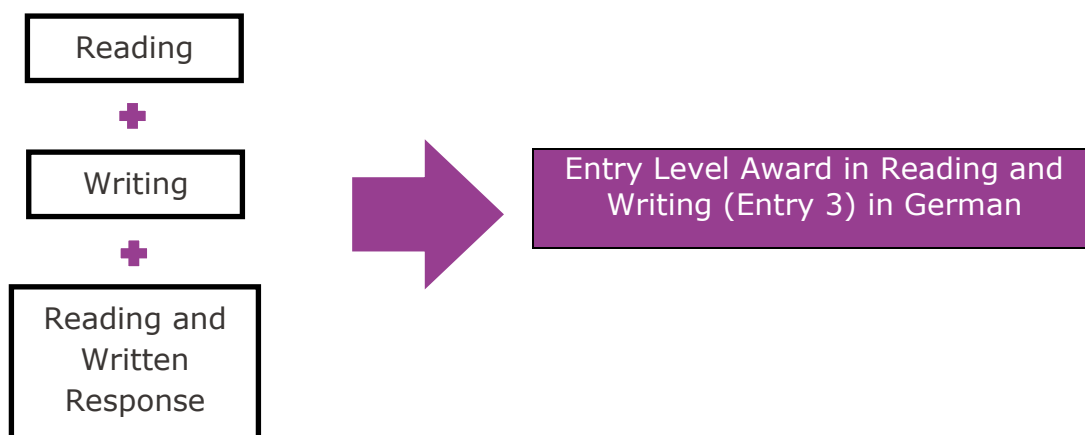 Reading
Writing
Reading and
Written
Response
Entry Level Award in Reading and
Writing (Entry 3) in German